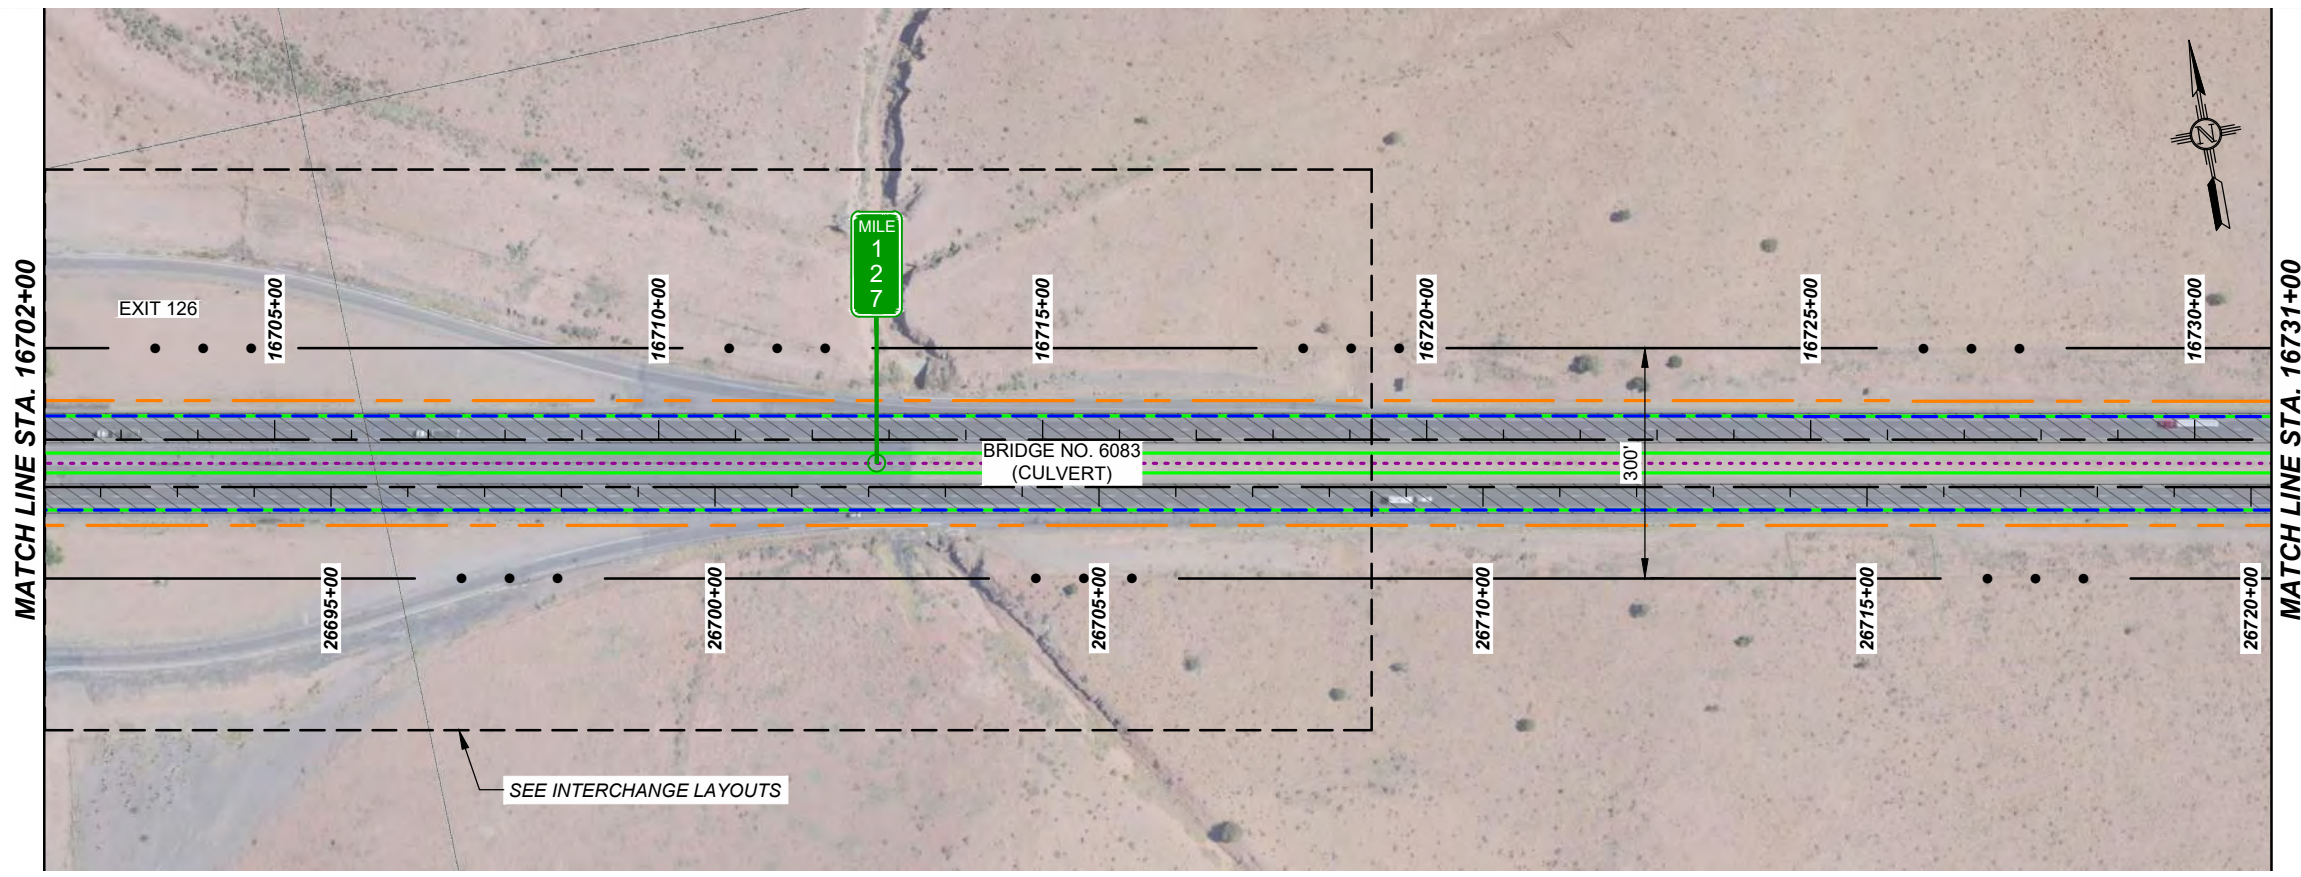 MATCH LINE STA. 16702+00
EXIT 126
16705+00
16710+00
MILE
1
2
7
16715+00
16720+00
16725+00
16730+00
N
MATCH LINE STA. 16731+00
BRIDGE NO. 6083
(CULVERT)
300'
26695+00
26700+00
26705+00
26710+00
26715+00
26720+00
SEE INTERCHANGE LAYOUTS